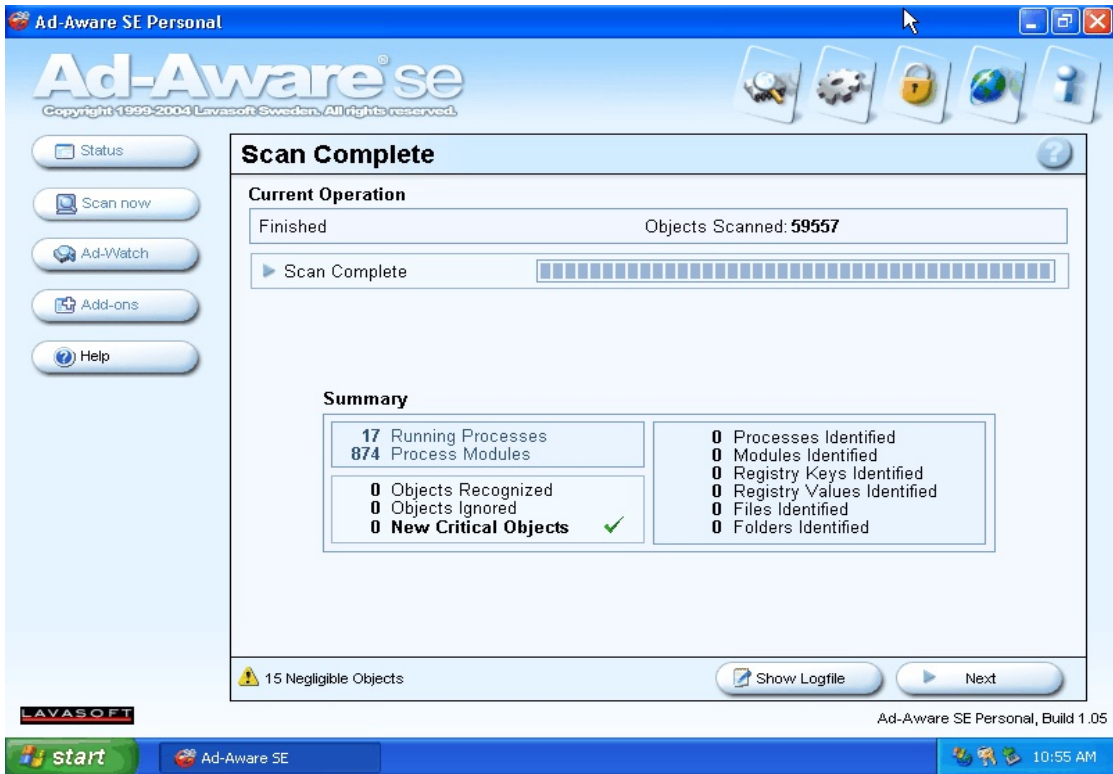 Ad-Aware SE Personal
Ad-Aware® se
Copyright 1999-2004 Lavasoft Sweden. All rights reserved.
Status
Scan now
Ad-Watch
Add-ons
Help
Scan Complete
Current Operation
Finished Objects Scanned: 59557
Scan Complete
Summary
17 Running Processes
874 Process Modules
0 Objects Recognized
0 Objects Ignored
0 New Critical Objects
0 Processes Identified
0 Modules Identified
0 Registry Keys Identified
0 Registry Values Identified
0 Files Identified
0 Folders Identified
15 Negligible Objects
Show Logfile
Next
LAVASOFT
Ad-Aware SE Personal, Build 1.05
start
Ad-Aware SE
10:55 AM